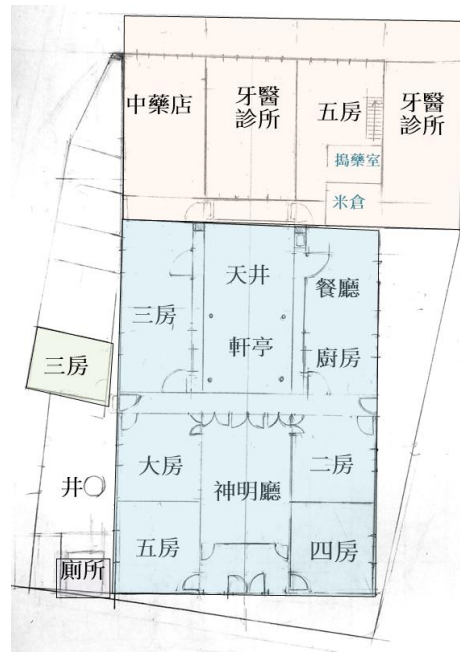 中藥店
牙醫
診所
五房
牙醫
診所
搗藥室
米倉
天井
餐廳
三房
軒亭
廚房
三房
大房
神明廳
二房
井
五房
四房
廁所